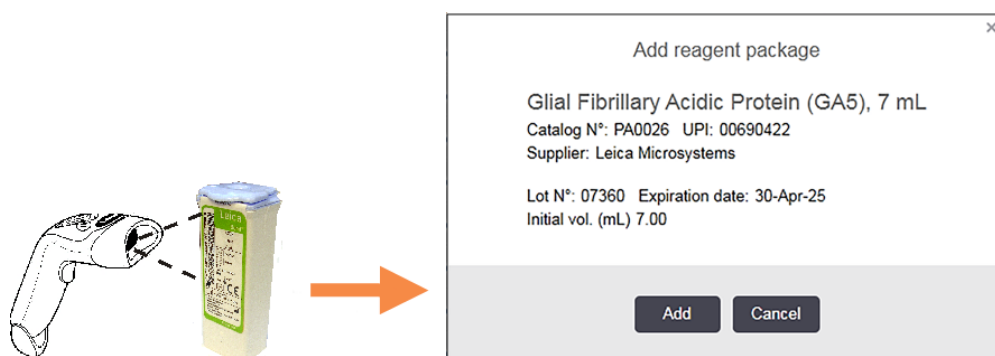 Add reagent package
×
Glial Fibrillary Acidic Protein (GA5), 7 mL
Catalog N°: PA0026 UPI: 00690422
Supplier: Leica Microsystems
Lot N°: 07360 Expiration date: 30-Apr-25
Initial vol. (mL) 7.00
Add
Cancel
Leica
CE